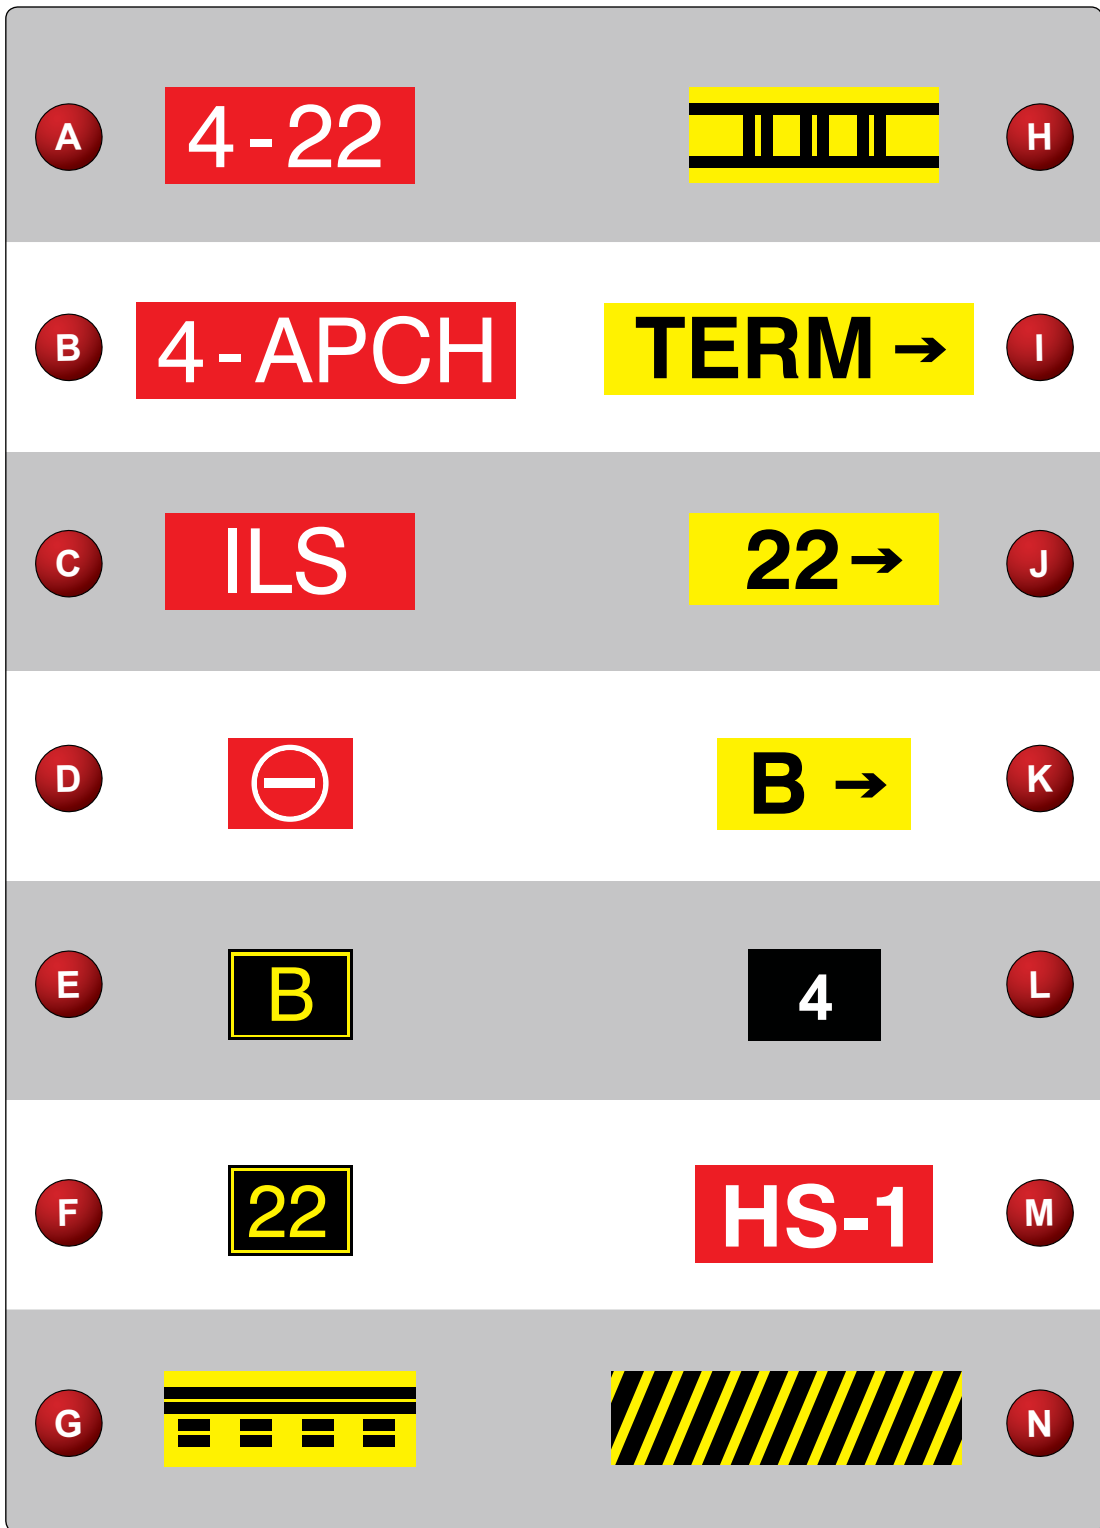 A 4-22 H
B 4-APCH TERM → I
C ILS 22→ J
D K B →
E B 4 L
F 22 HS-1 M
G N